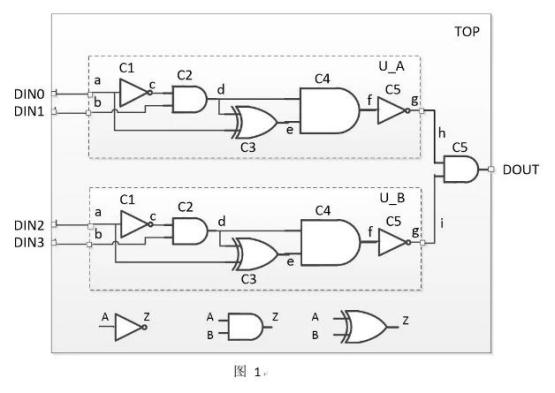 TOP
U_A
C1
C2
C4
C5
a
c
d
f
g
DIN0
b
DIN1
e
C3
h
C5
DOUT
U_B
C1
C2
C4
C5
a
c
d
f
g
i
DIN2
b
DIN3
e
C3
A Z
A
B
Z
A
B
Z
图 1